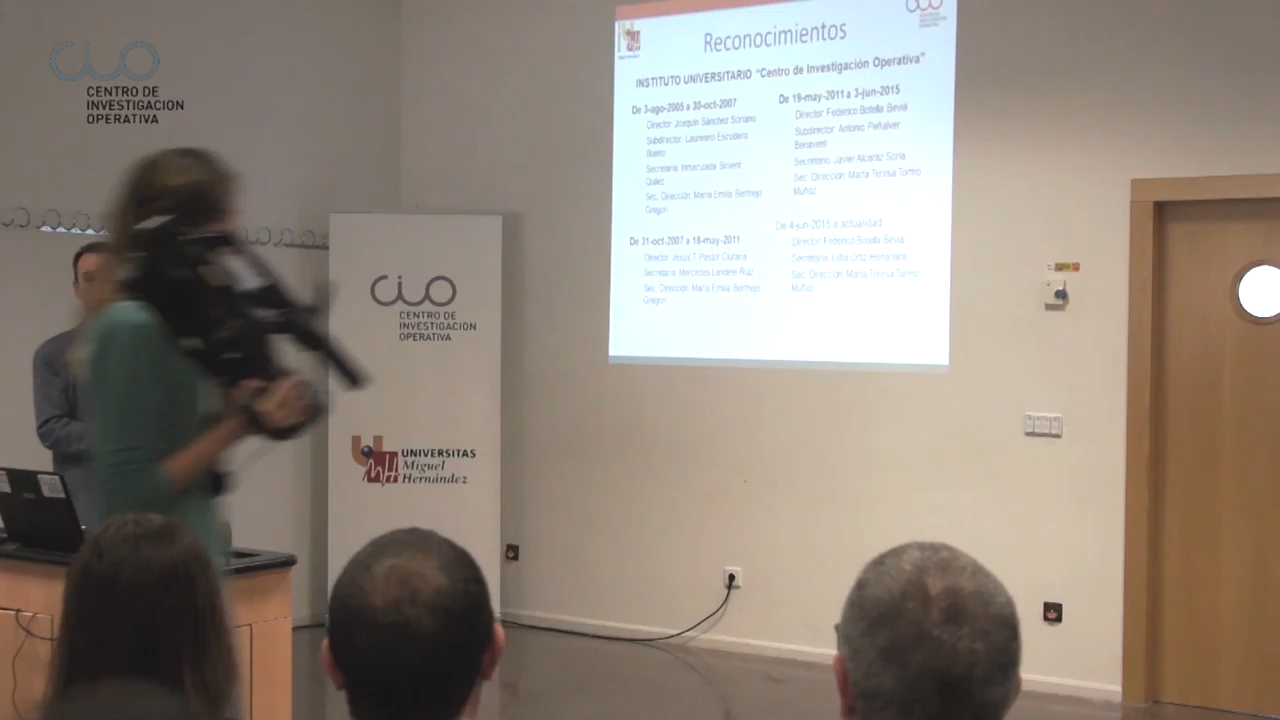 CIO
CENTRO DE
INVESTIGACION
OPERATIVA
Reconocimientos
INSTITUTO UNIVERSITARIO "Centro de Investigación Operativa"
De 3-ago-2005 a 30-oct-2007
Director: Joaquín Sánchez Soriano
Subdirector: Laureano Escudero
Bueno
Secretaria: Inmaculada Sirvent
Quílez
Sec. Dirección: María Emilia Bermejo
Gregori
De 31-oct-2007 a 18-may-2011
Director: Jesús T. Pastor Ciurana
Secretaria: Mercedes Landete Ruiz
Sec. Dirección: María Emilia Bermejo
Gregori
De 19-may-2011 a 3-jun-2015
Director: Federico Botella Beviá
Subdirector: Antonio Peñalver
Benavent
Secretario: Javier Alcaraz Soria
Sec. Dirección: María Teresa Tormo
Muñoz
De 4-jun-2015 a actualidad
Director: Federico Botella Beviá
Secretaria: Lidia Ortiz Henarejos
Sec. Dirección: María Teresa Tormo
Muñoz
CIO
CENTRO DE
INVESTIGACION
OPERATIVA
UNIVERSITAS
Miguel
Hernández